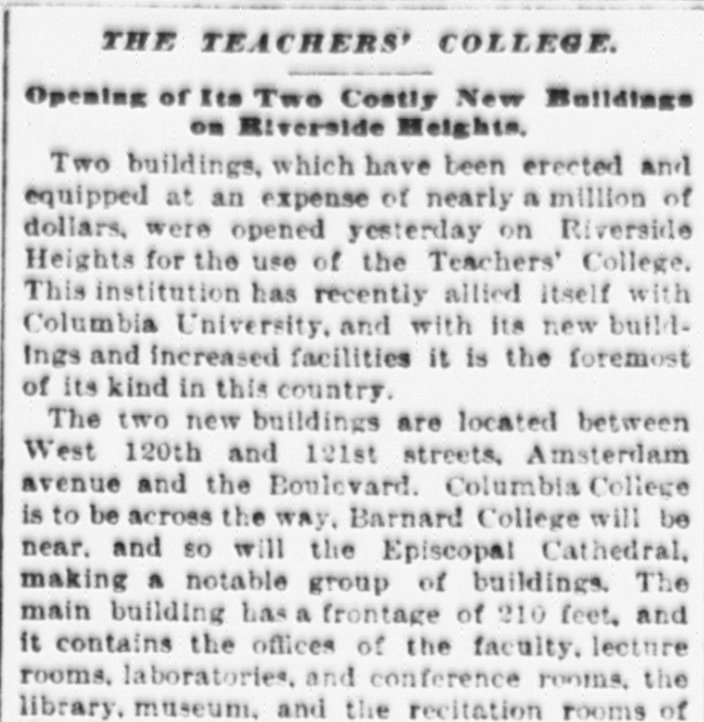 THE TEACHERS' COLLEGE.
Opening of Its Two Costly New Buildings
on Riverside Heights.
Two buildings, which have been erected and
equipped at an expense of nearly a million of
dollars, were opened yesterday on Riverside
Heights for the use of the Teachers' College.
This institution has recently allied itself with
Columbia University, and with its new build-
ings and increased facilities it is the foremost
of its kind in this country.
The two new buildings are located between
West 120th and 121st streets, Amsterdam
avenue and the Boulevard. Columbia College
is to be across the way, Barnard College will be
near, and so will the Episcopal Cathedral,
making a notable group of buildings. The
main building has a frontage of 210 feet, and
it contains the offices of the faculty, lecture
rooms, laboratories, and conference rooms, the
library, museum, and the recitation rooms of